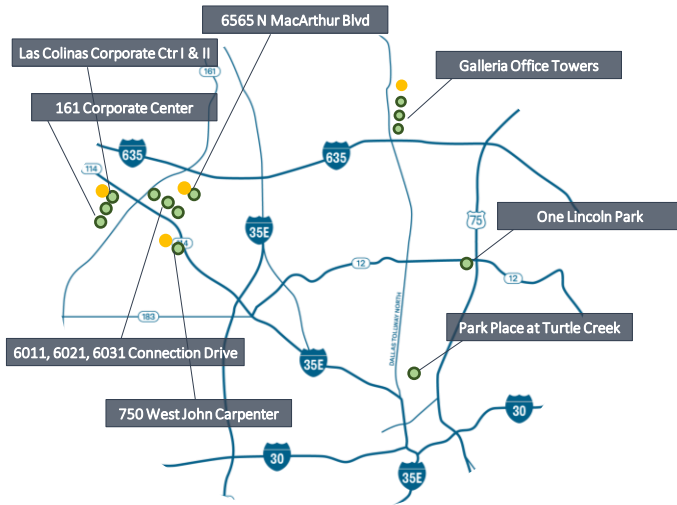 6565 N MacArthur Blvd
Las Colinas Corporate Ctr I & II
Galleria Office Towers
161
161 Corporate Center
635
635
114
75
One Lincoln Park
35E
12
12
183
DALLAS TOLLWAY NORTH
Park Place at Turtle Creek
6011, 6021, 6031 Connection Drive
35E
750 West John Carpenter
30
30
35E